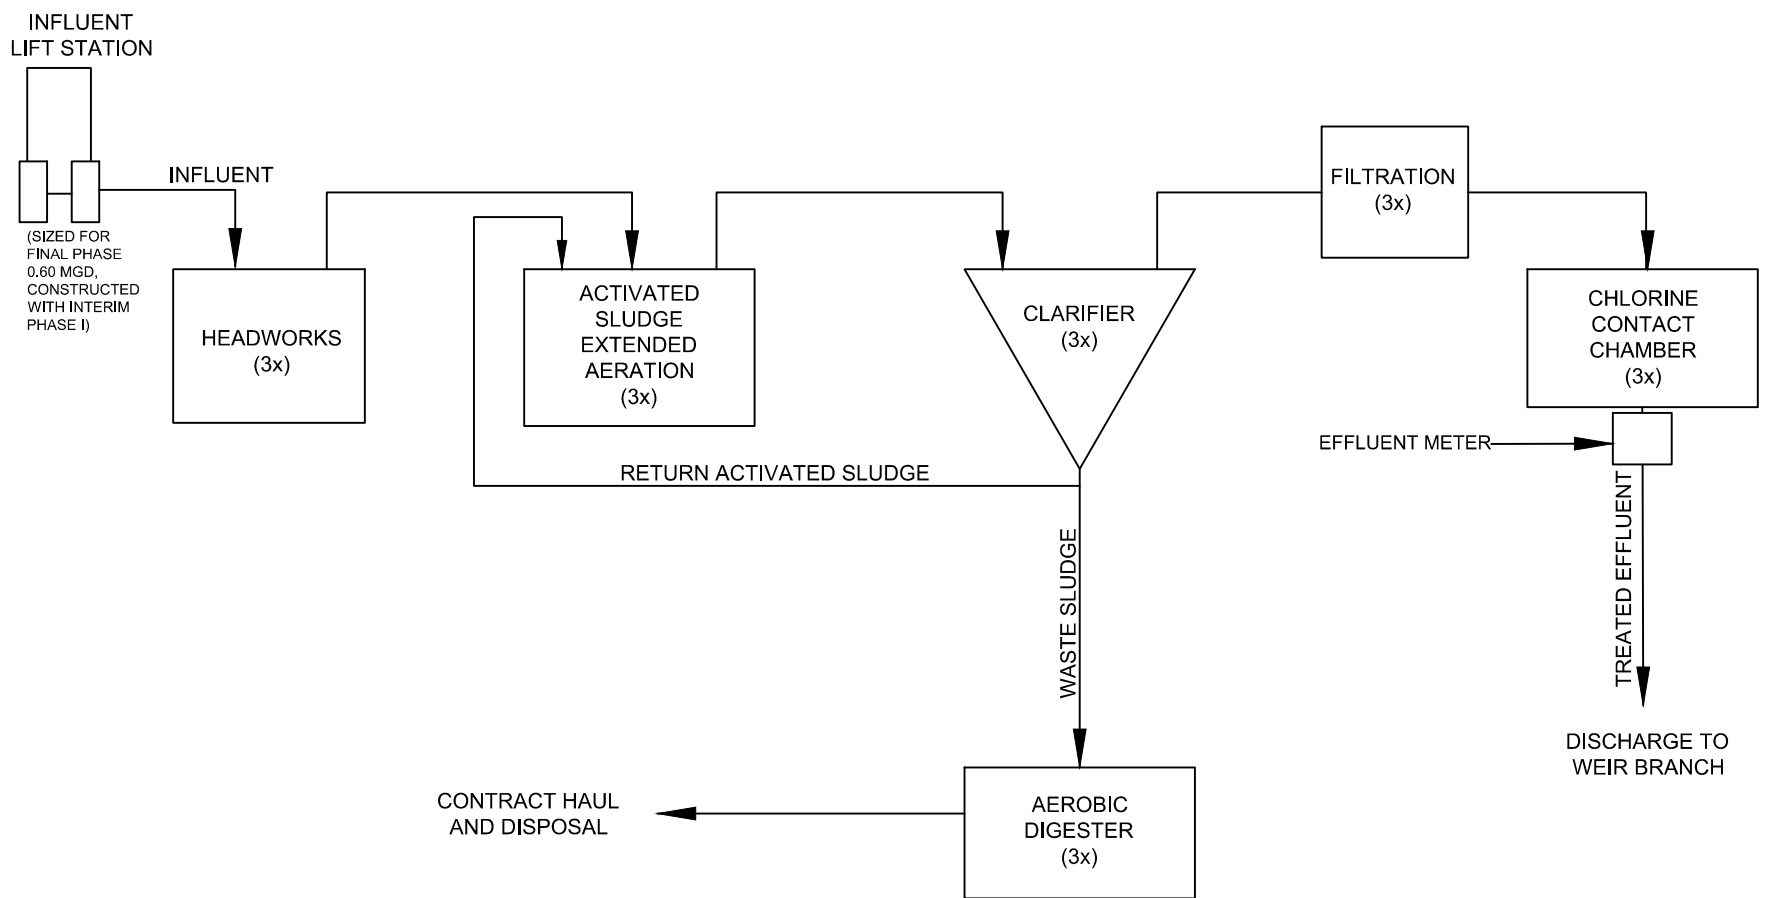 INFLUENT
LIFT STATION
INFLUENT
(SIZED FOR
FINAL PHASE
0.60 MGD,
CONSTRUCTED
WITH INTERIM
PHASE I)
HEADWORKS
(3x)
ACTIVATED
SLUDGE
EXTENDED
AERATION
(3x)
CLARIFIER
(3x)
FILTRATION
(3x)
CHLORINE
CONTACT
CHAMBER
(3x)
EFFLUENT METER
RETURN ACTIVATED SLUDGE
WASTE SLUDGE
TREATED EFFLUENT
DISCHARGE TO
WEIR BRANCH
CONTRACT HAUL
AND DISPOSAL
AEROBIC
DIGESTER
(3x)